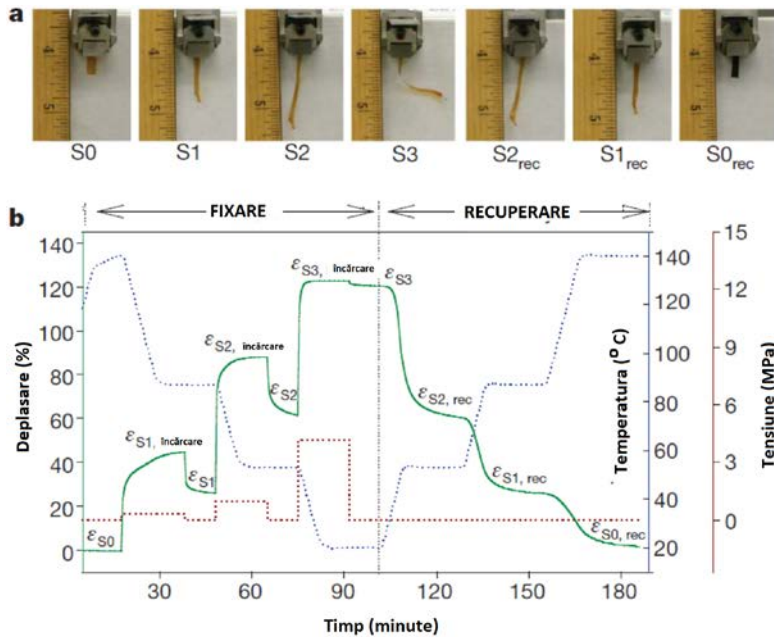 a
S0 S1 S2 S3 S2rec S1rec S0rec
b
FIXARE RECUPERARE
140
120
100
80
60
40
20
0
Deplasare (%)
εS0
εS1, încărcare
εS1
εS2, încărcare
εS2
εS3, încărcare
εS3
εS2, rec
εS1, rec
εS0, rec
140
120
100
80
60
40
20
Temperatura (°C)
15
12
9
6
3
0
Tensiune (MPa)
30 60 90 120 150 180
Timp (minute)